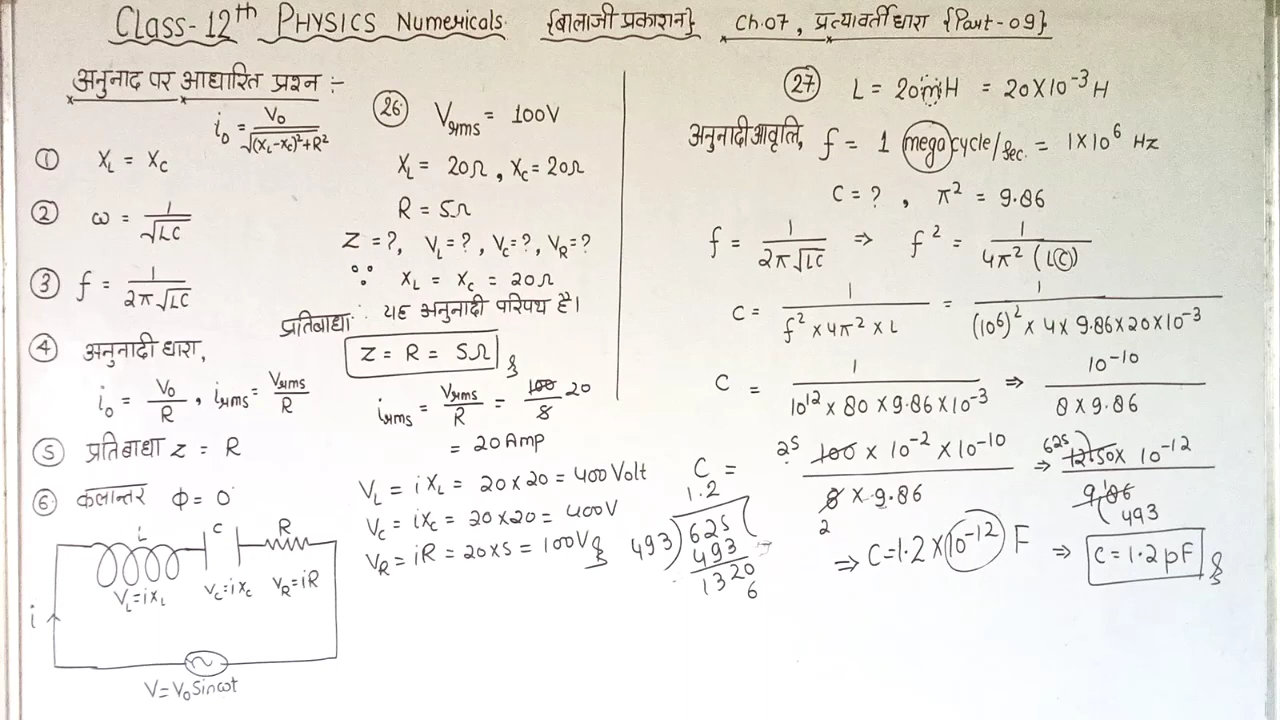 Class-12th PHYSICS Numericals. {बालाजी प्रकाशन} Ch.07, प्रत्यावर्ती धारा {Part-09}
अनुनाद पर आधारित प्रश्न :-
i₀ = V₀/√((X_L-X_C)²+R²)
① X_L = X_C
② ω = 1/√LC
③ f = 1/2π√LC
④ अनुनादी धारा,
i₀ = V₀/R, i_rms = V_rms/R
⑤ प्रतिबाधा Z = R
⑥ कलान्तर Φ = 0
L C R
V_L=iX_L V_C=iX_C V_R=iR
i
V=V₀Sinωt
㉖ V_rms = 100V
X_L = 20Ω, X_C = 20Ω
R = 5Ω
Z = ?, V_L = ?, V_C = ?, V_R = ?
∵ X_L = X_C = 20Ω
∴ यह अनुनादी परिपथ है।
प्रतिबाधा
Z = R = 5Ω
i_rms = V_rms/R = 100/5 20
= 20 Amp
V_L = iX_L = 20×20 = 400 Volt
V_C = iX_C = 20×20 = 400V
V_R = iR = 20×5 = 100V
㉗ L = 20mH = 20×10⁻³ H
अनुनादी आवृति, f = 1 mega cycle/sec. = 1×10⁶ Hz
C = ?, π² = 9.86
f = 1/2π√LC ⇒ f² = 1/4π²(LC)
C = 1/f²×4π²×L = 1/(10⁶)²×4×9.86×20×10⁻³
C = 1/10¹²×80×9.86×10⁻³ ⇒ 10⁻¹⁰/8×9.86
C = 25 100×10⁻²×10⁻¹⁰/8×9.86 2 ⇒ 625 1250×10⁻¹²/9.86 493
1.2
493)625(
493
1320
6
⇒ C=1.2×10⁻¹² F ⇒ C=1.2pF